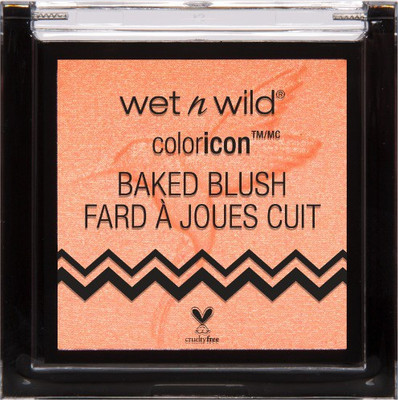 wet n wild®
coloricon™/MC
BAKED BLUSH
FARD À JOUES CUIT
crueltyfree